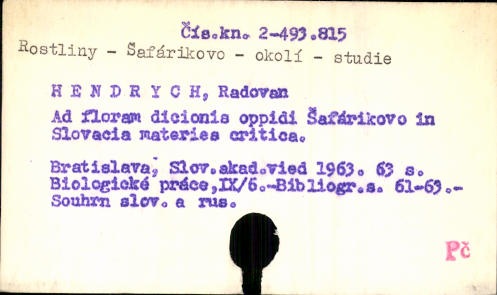 Čís.kn. 2-493.815
Rostliny - Šafárikovo - okolí - studie
H E N D R Y C H, Radovan
Ad floram dicionis oppidi Šafárikovo in
Slovacia materies critica.
Bratislava, Slov.akad.vied 1963. 63 s.
Biologické práce,IX/6.-Bibliogr.s. 61-63.-
Souhrn slov. a rus.
Pč